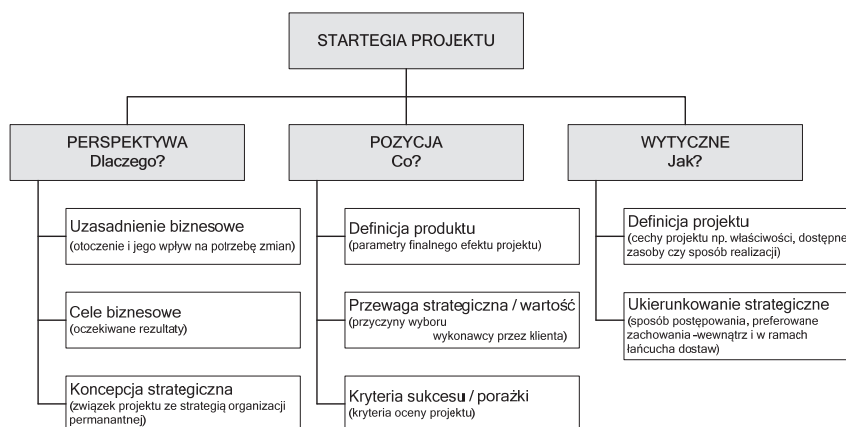 STARTEGIA PROJEKTU
PERSPEKTYWA
Dlaczego?
Uzasadnienie biznesowe
(otoczenie i jego wpływ na potrzebę zmian)
Cele biznesowe
(oczekiwane rezultaty)
Koncepcja strategiczna
(związek projektu ze strategią organizacji
permanantnej)
POZYCJA
Co?
Definicja produktu
(parametry finalnego efektu projektu)
Przewaga strategiczna / wartość
(przyczyny wyboru
wykonawcy przez klienta)
Kryteria sukcesu / porażki
(kryteria oceny projektu)
WYTYCZNE
Jak?
Definicja projektu
(cechy projektu np. właściwości, dostępne
zasoby czy sposób realizacji)
Ukierunkowanie strategiczne
(sposób postępowania, preferowane
zachowania-wewnątrz i w ramach
łańcucha dostaw)